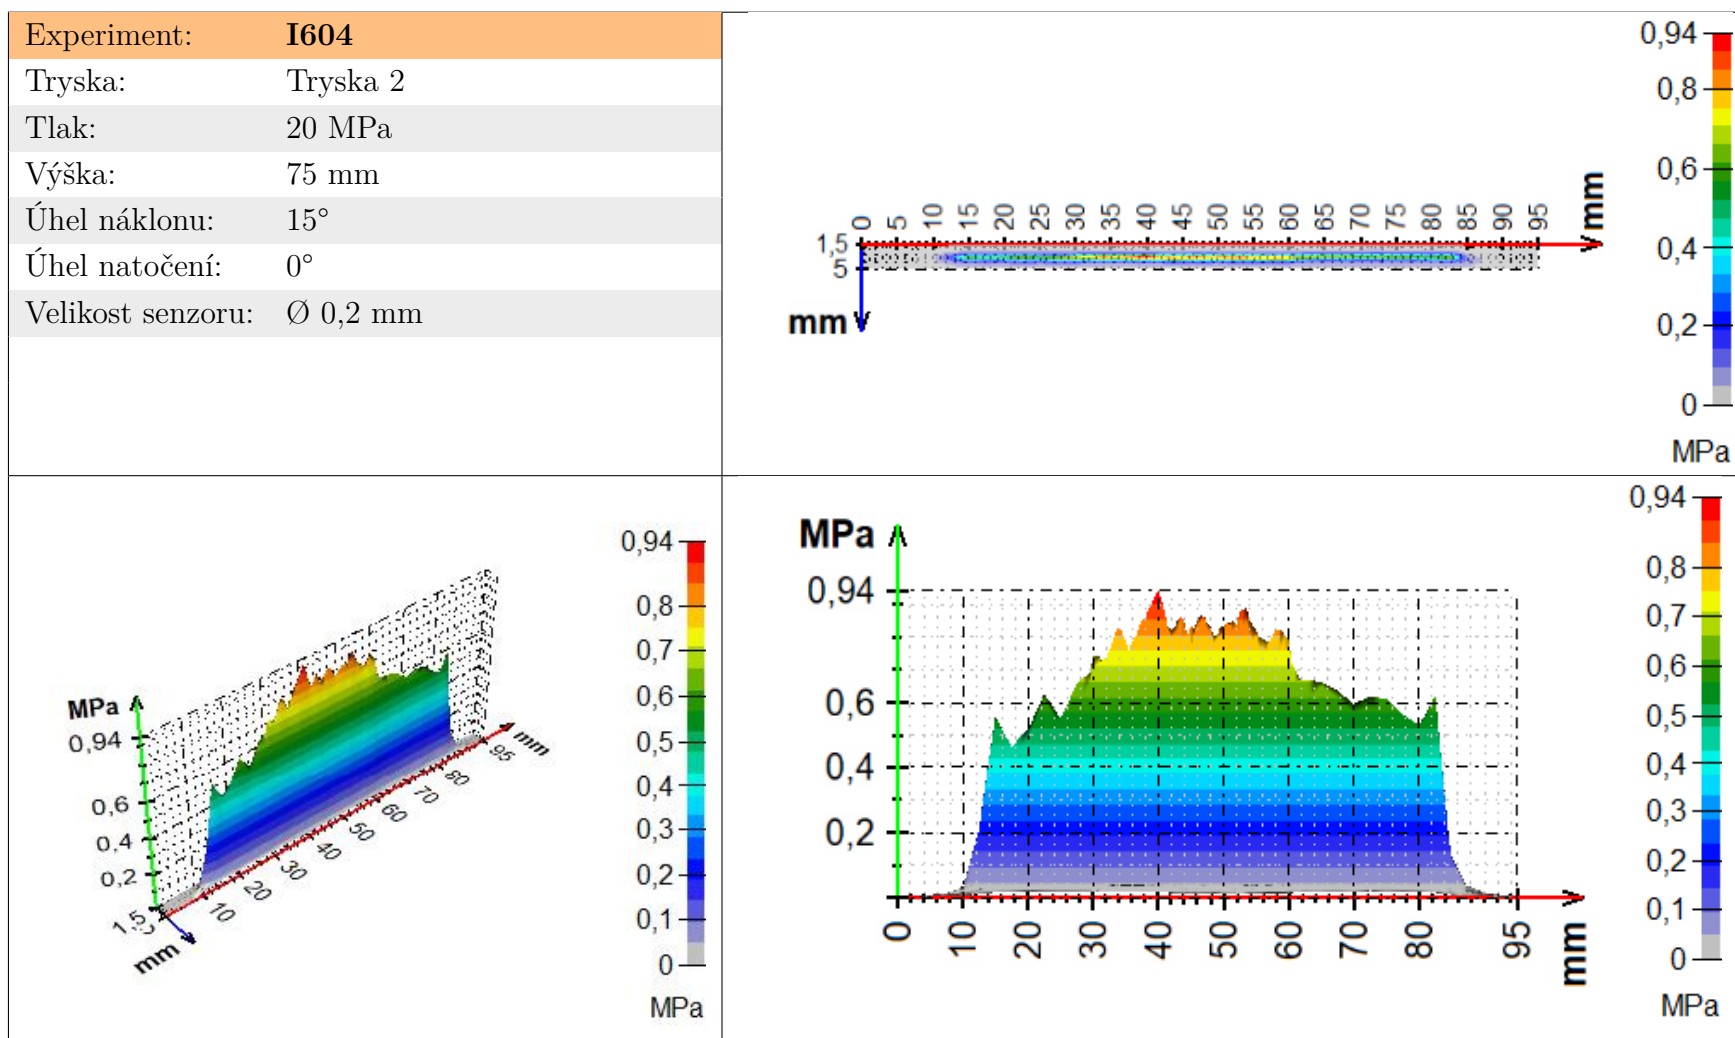 Experiment: I604
Tryska: Tryska 2
Tlak: 20 MPa
Výška: 75 mm
Úhel náklonu: 15°
Úhel natočení: 0°
Velikost senzoru: Ø 0,2 mm
0 5 10 15 20 25 30 35 40 45 50 55 60 65 70 75 80 85 90 95 mm
1,5
5
mm
0,94
0,8
0,6
0,4
0,2
0
MPa
MPa
0,94
0,6
0.4
0,2
1,5
mm
10 20 30 40 50 60 70 80 95 mm
0,94
0,8
0,7
0,6
0,5
0,4
0,3
0,2
0,1
0
MPa
MPa
0,94
0,6
0,4
0,2
0 10 20 30 40 50 60 70 80 95 mm
0,94
0,8
0,7
0,6
0,5
0,4
0,3
0,2
0,1
0
MPa